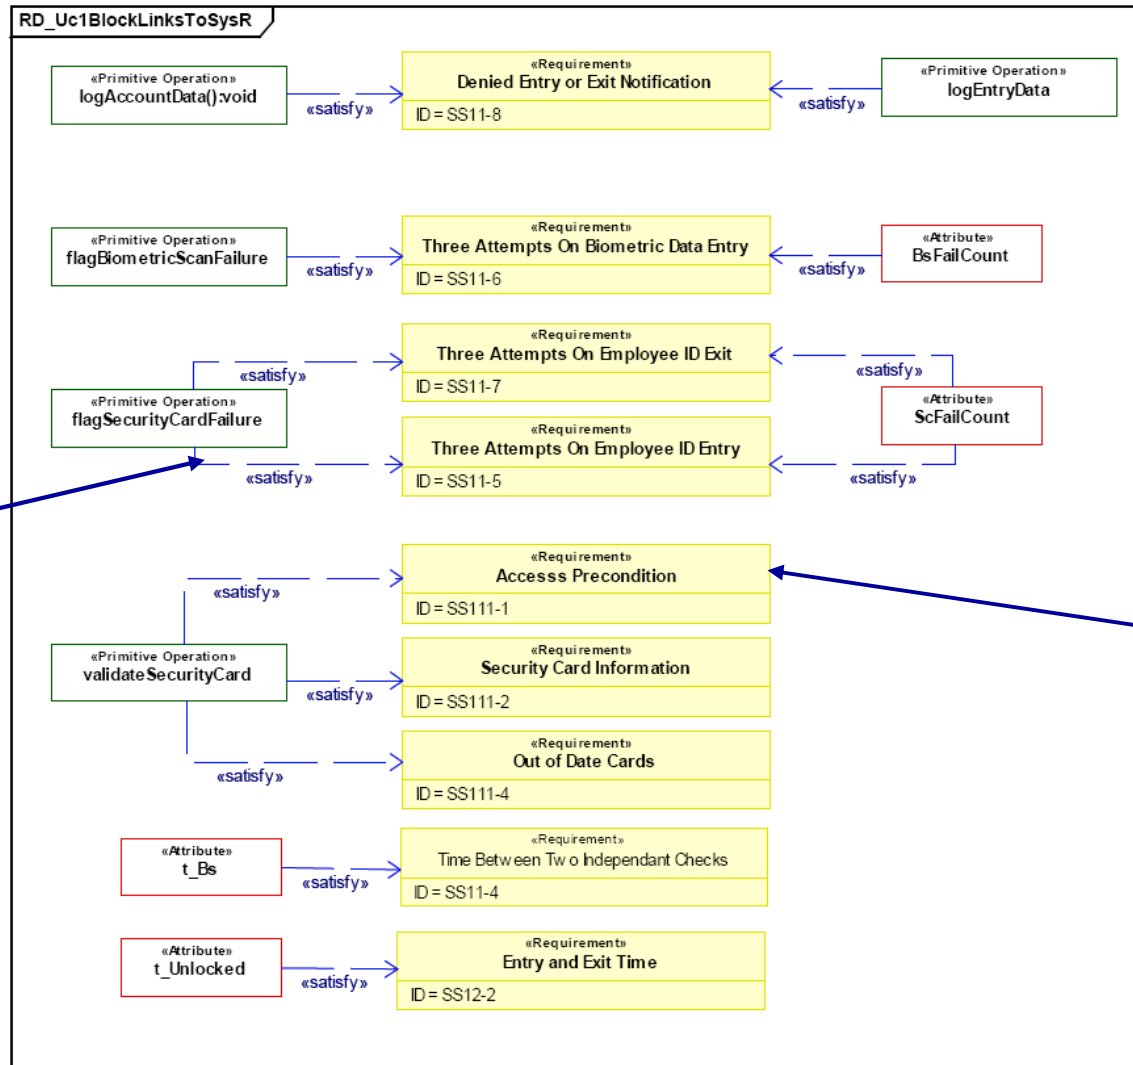 RD_Uc1BlockLinksToSysR
«Primitive Operation»
logAccountData():void
«satisfy»
«Requirement»
Denied Entry or Exit Notification
ID = SS11-8
«satisfy»
«Primitive Operation»
logEntryData
«Primitive Operation»
flagBiometricScanFailure
«satisfy»
«Requirement»
Three Attempts On Biometric Data Entry
ID = SS11-6
«satisfy»
«Attribute»
BsFailCount
«Primitive Operation»
flagSecurityCardFailure
«satisfy»
«Requirement»
Three Attempts On Employee ID Exit
ID = SS11-7
«satisfy»
«Attribute»
ScFailCount
«satisfy»
«Requirement»
Three Attempts On Employee ID Entry
ID = SS11-5
«satisfy»
«Primitive Operation»
validateSecurityCard
«satisfy»
«Requirement»
Accesss Precondition
ID = SS111-1
«satisfy»
«Requirement»
Security Card Information
ID = SS111-2
«satisfy»
«Requirement»
Out of Date Cards
ID = SS111-4
«Attribute»
t_Bs
«satisfy»
«Requirement»
Time Between Two Independant Checks
ID = SS11-4
«Attribute»
t_Unlocked
«satisfy»
«Requirement»
Entry and Exit Time
ID = SS12-2